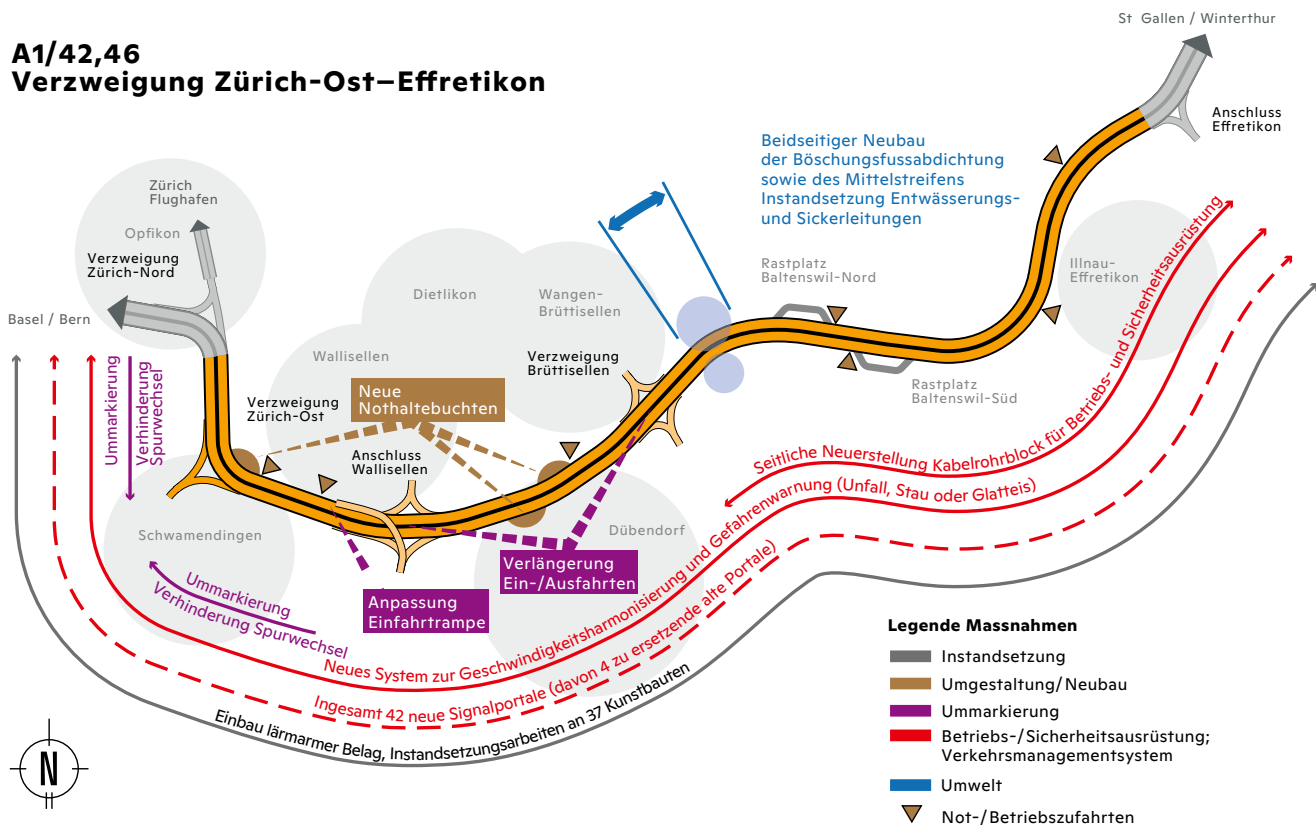 A1/42,46
Verzweigung Zürich-Ost–Effretikon
St Gallen / Winterthur
Anschluss
Effretikon
Beidseitiger Neubau
der Böschungsfussabdichtung
sowie des Mittelstreifens
Instandsetzung Entwässerungs-
und Sickerleitungen
Zürich
Flughafen
Opfikon
Verzweigung
Zürich-Nord
Basel / Bern
Dietlikon
Wangen-
Brüttisellen
Rastplatz
Baltenswil-Nord
Illnau-
Effretikon
Wallisellen
Verzweigung
Brüttisellen
Neue
Nothaltebuchten
Verzweigung
Zürich-Ost
Rastplatz
Baltenswil-Süd
Ummarkierung
Verhinderung
Spurwechsel
Anschluss
Wallisellen
Schwamendingen
Dübendorf
Verlängerung
Ein-/Ausfahrten
Anpassung
Einfahrtrampe
Ummarkierung
Verhinderung Spurwechsel
Seitliche Neuerstellung Kabelrohrblock für Betriebs- und Sicherheitsausrüstung
Neues System zur Geschwindigkeitsharmonisierung und Gefahrenwarnung (Unfall, Stau oder Glatteis)
Ingesamt 42 neue Signalportale (davon 4 zu ersetzende alte Portale)
Einbau lärmarmer Belag, Instandsetzungsarbeiten an 37 Kunstbauten
N
Legende Massnahmen
Instandsetzung
Umgestaltung/Neubau
Ummarkierung
Betriebs-/Sicherheitsausrüstung;
Verkehrsmanagementsystem
Umwelt
Not-/Betriebszufahrten